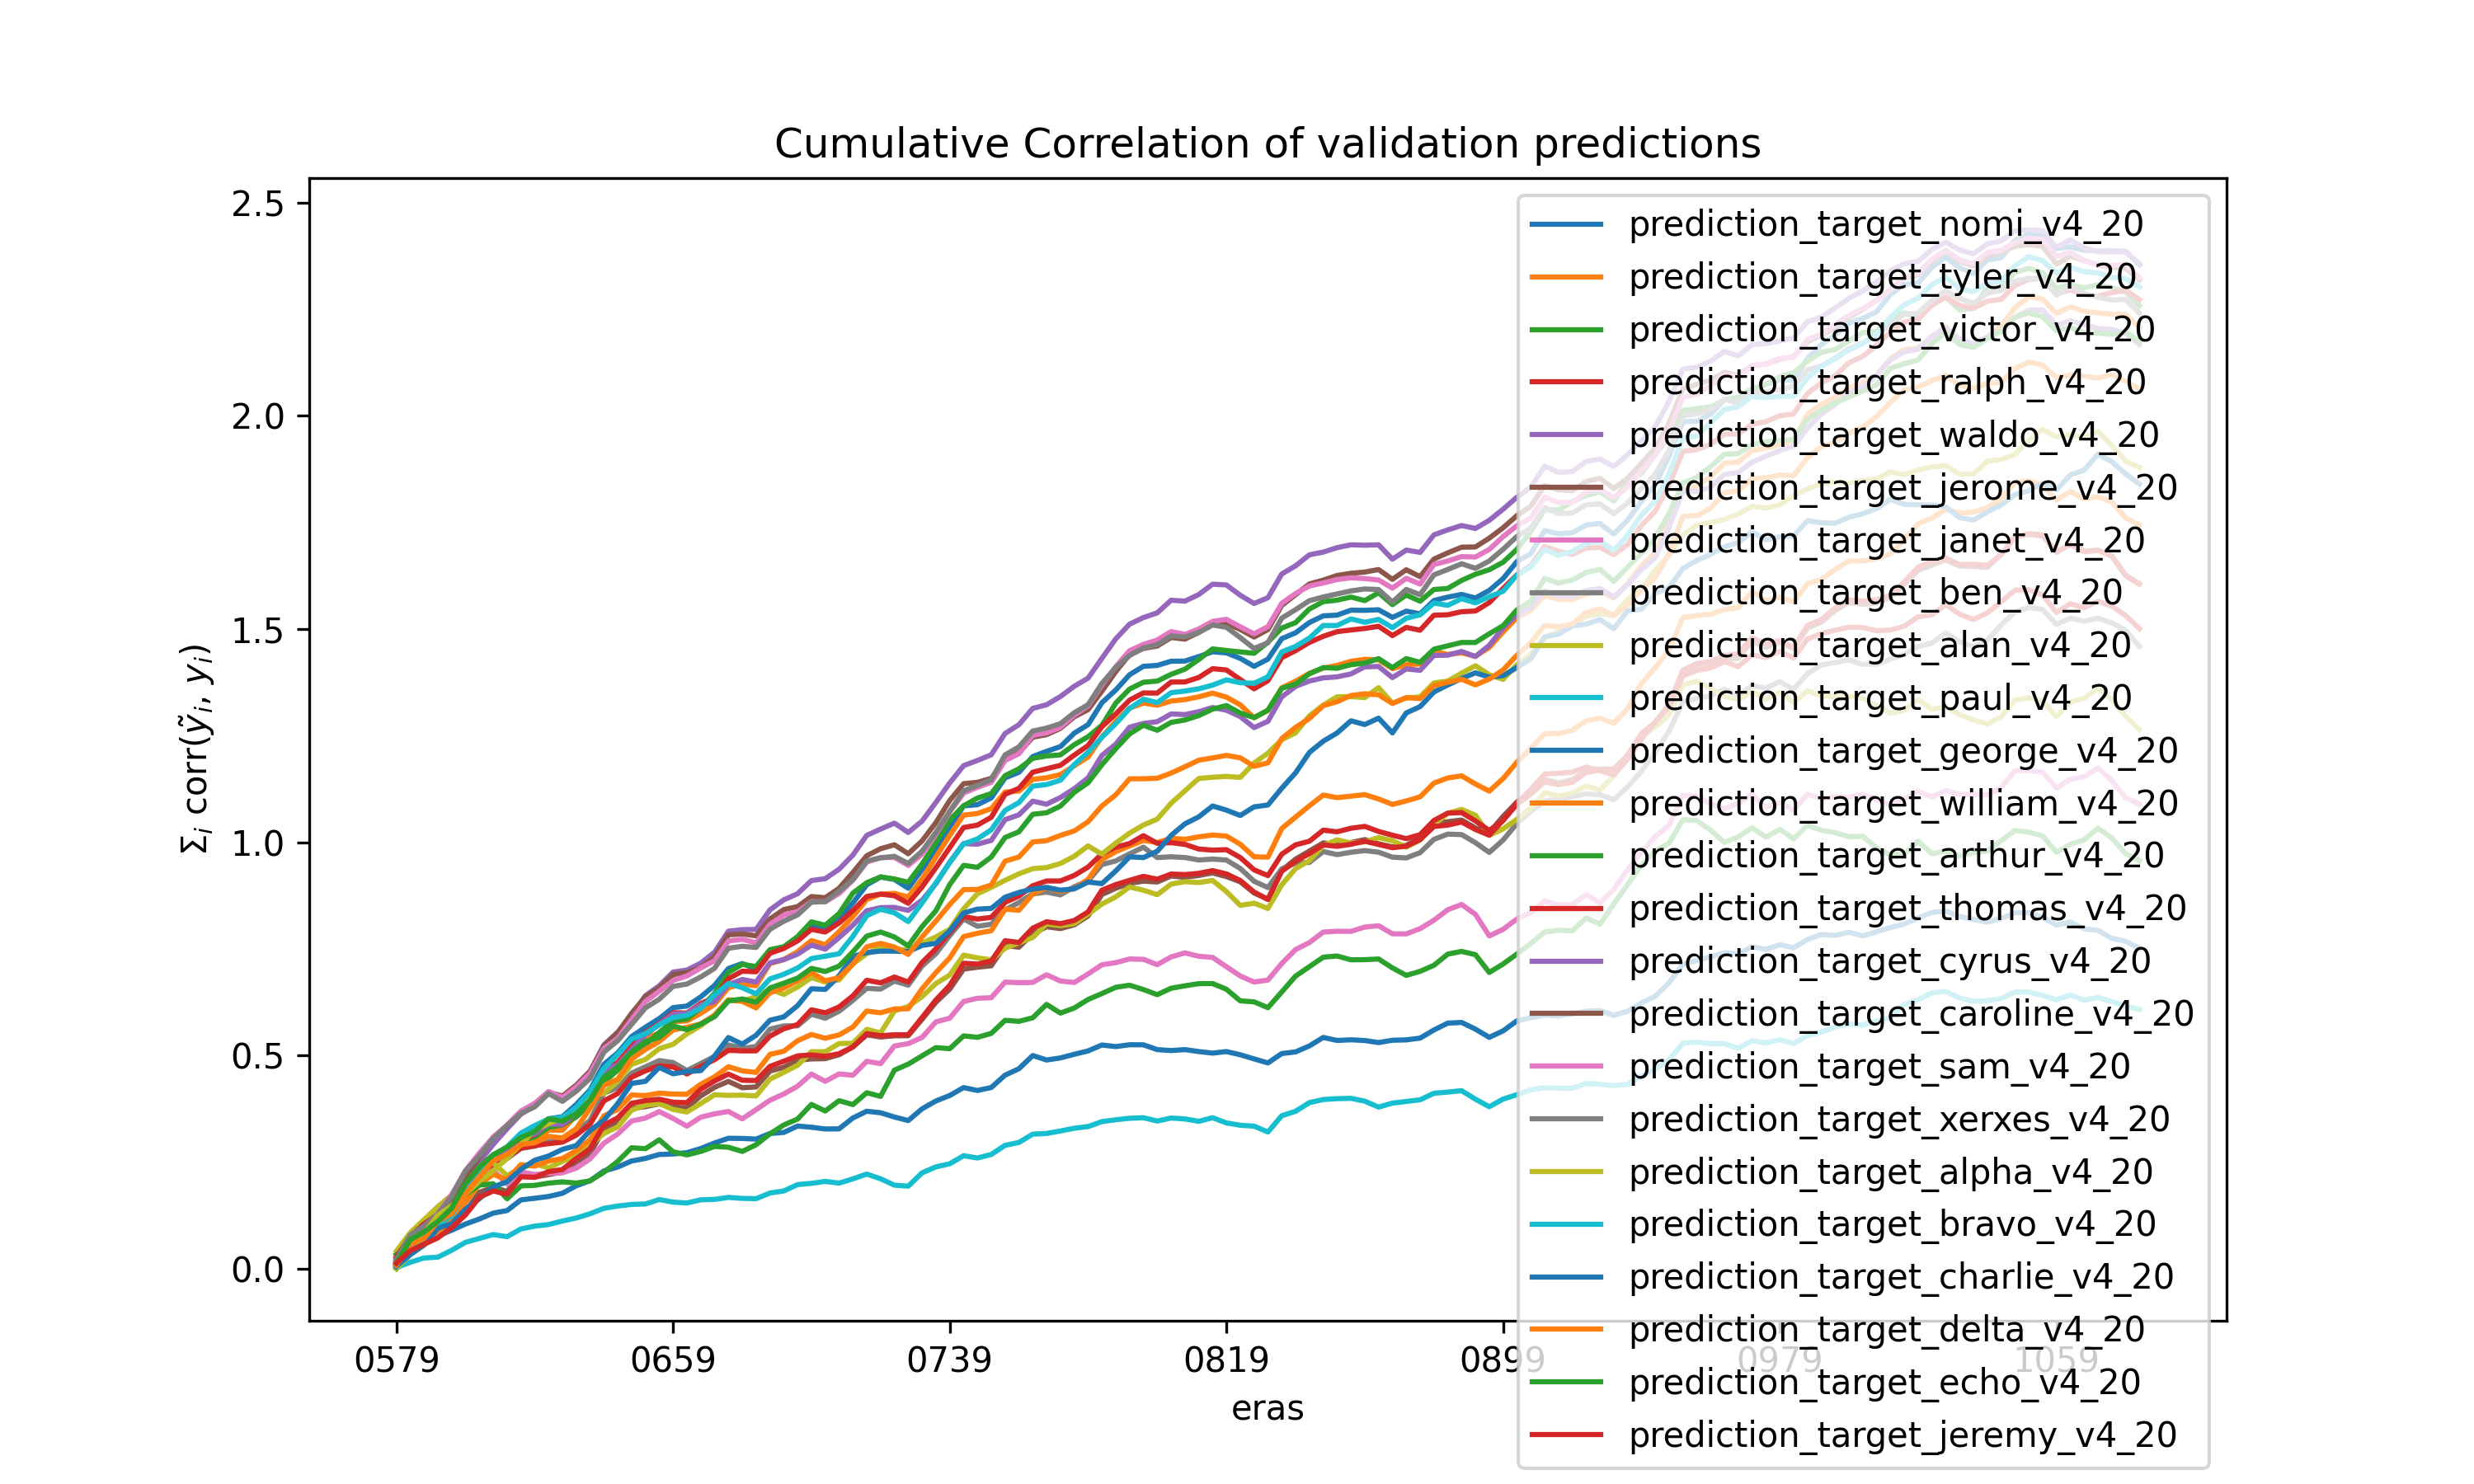 Cumulative Correlation of validation predictions
2.5
2.0
1.5
1.0
0.5
0.0
Σi corr(ỹi, yi)
0579
0659
0739
0819
0899
0979
1059
eras
prediction_target_nomi_v4_20
prediction_target_tyler_v4_20
prediction_target_victor_v4_20
prediction_target_ralph_v4_20
prediction_target_waldo_v4_20
prediction_target_jerome_v4_20
prediction_target_janet_v4_20
prediction_target_ben_v4_20
prediction_target_alan_v4_20
prediction_target_paul_v4_20
prediction_target_george_v4_20
prediction_target_william_v4_20
prediction_target_arthur_v4_20
prediction_target_thomas_v4_20
prediction_target_cyrus_v4_20
prediction_target_caroline_v4_20
prediction_target_sam_v4_20
prediction_target_xerxes_v4_20
prediction_target_alpha_v4_20
prediction_target_bravo_v4_20
prediction_target_charlie_v4_20
prediction_target_delta_v4_20
prediction_target_echo_v4_20
prediction_target_jeremy_v4_20